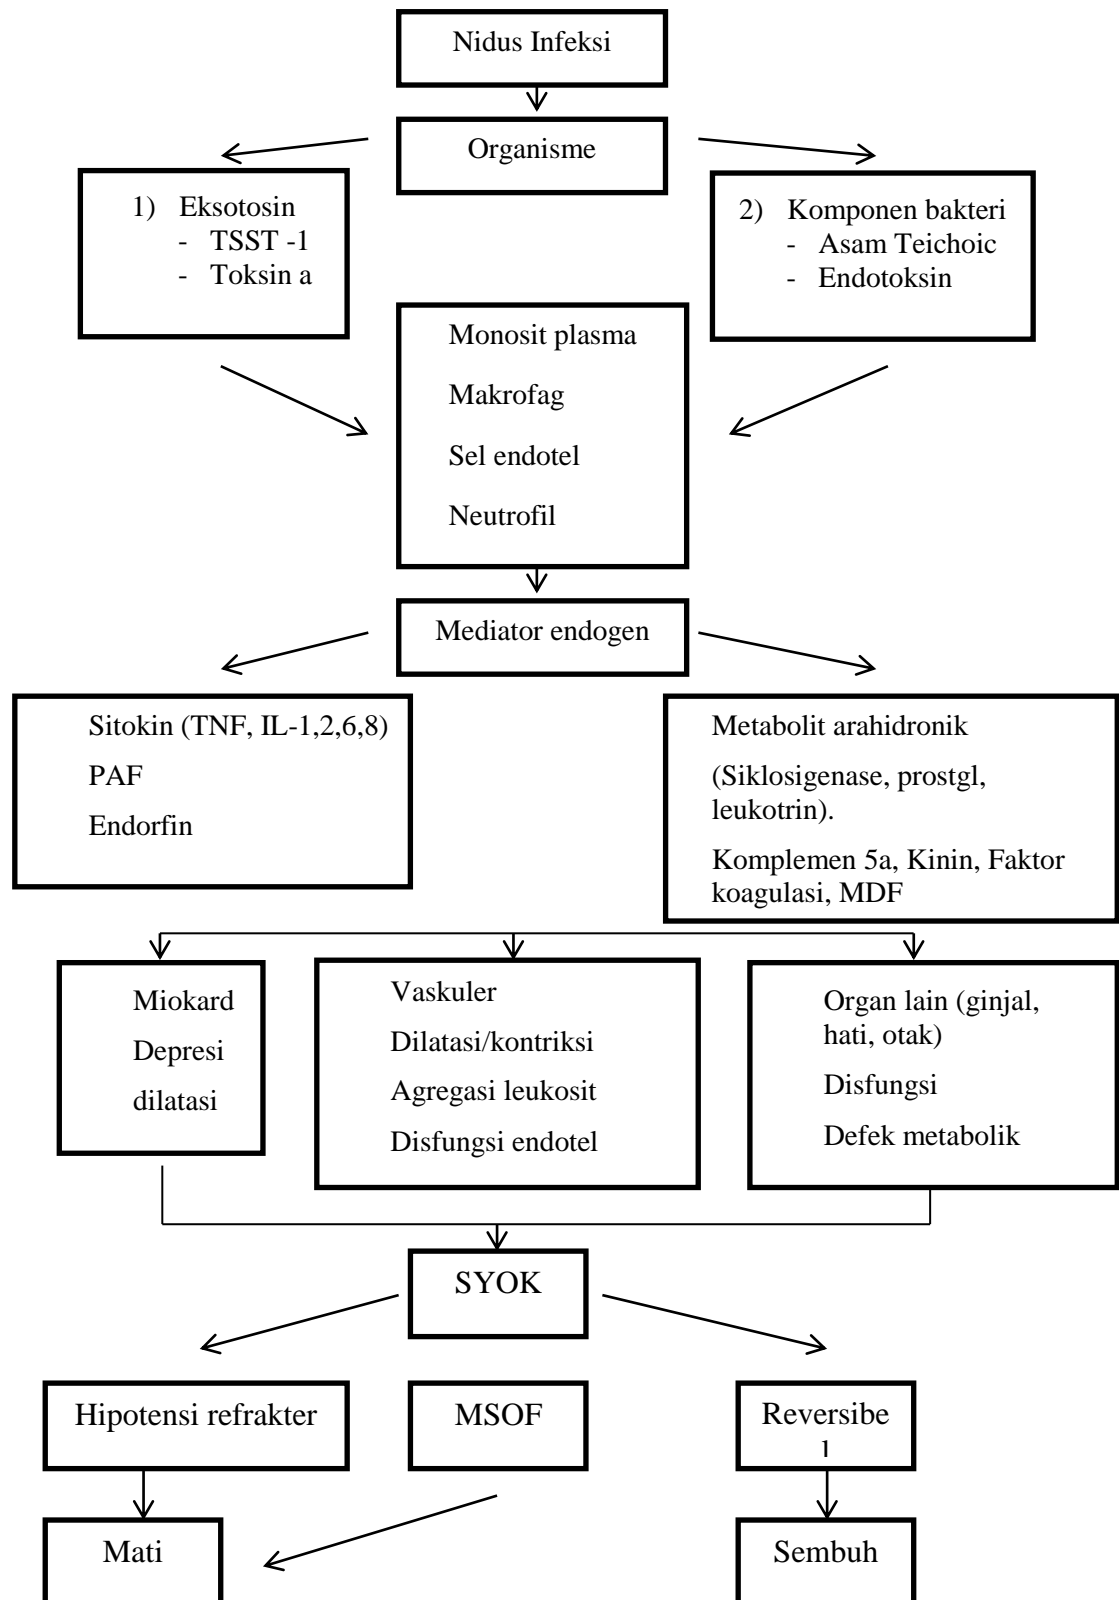 Nidus Infeksi
Organisme
1) Eksotosin
- TSST -1
- Toksin a
2) Komponen bakteri
- Asam Teichoic
- Endotoksin
Monosit plasma
Makrofag
Sel endotel
Neutrofil
Mediator endogen
Sitokin (TNF, IL-1,2,6,8)
PAF
Endorfin
Metabolit arahidronik
(Siklosigenase, prostgl,
leukotrin).
Komplemen 5a, Kinin, Faktor
koagulasi, MDF
Miokard
Depresi
dilatasi
Vaskuler
Dilatasi/kontriksi
Agregasi leukosit
Disfungsi endotel
Organ lain (ginjal,
hati, otak)
Disfungsi
Defek metabolik
SYOK
Hipotensi refrakter
MSOF
Reversibe
l
Mati
Sembuh